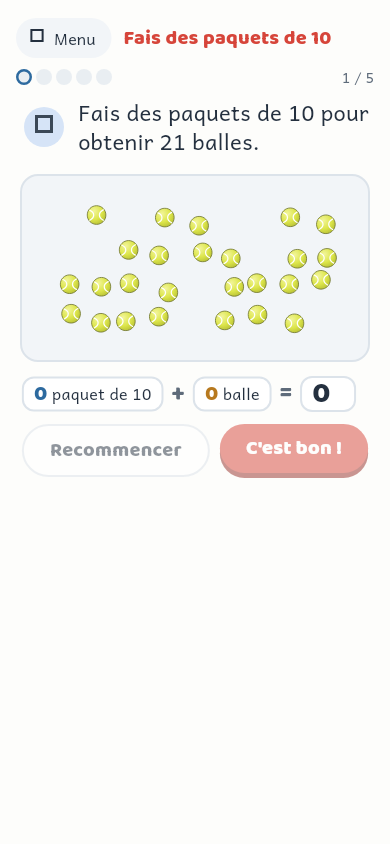 Menu
Fais des paquets de 10
1 / 5
Fais des paquets de 10 pour
obtenir 21 balles.
0 paquet de 10 + 0 balle = 0
Recommencer
C'est bon !